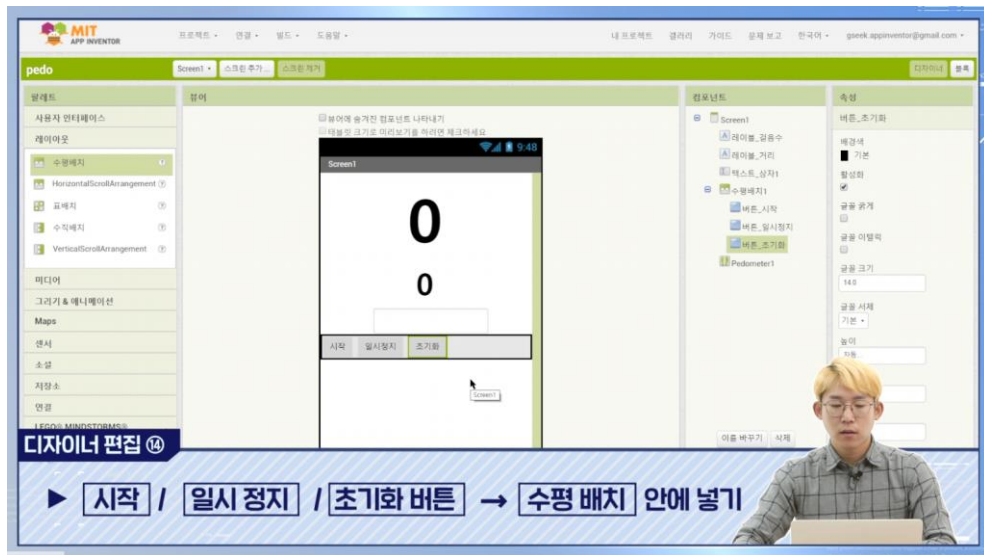 MIT
APP INVENTOR
프로젝트 연결 빌드 도움말 내 프로젝트 갤러리 가이드 문제 보고 한국어 gseek.appinventor@gmail.com
pedo Screen1 스크린 추가... 스크린 제거 디자이너 블록
팔레트 뷰어 컴포넌트 속성
사용자 인터페이스
레이아웃
수평배치
HorizontalScrollArrangement
표배치
수직배치
VerticalScrollArrangement
미디어
그리기 & 애니메이션
Maps
센서
소셜
저장소
연결
LEGO® MINDSTORMS®
뷰어에 숨겨진 컴포넌트 나타내기
태블릿 크기로 미리보기를 하려면 체크하세요
9:48
Screen1
0
0
시작 일시정지 초기화
Screen1
Screen1
레이블_걸음수
레이블_거리
텍스트_상자1
수평배치1
버튼_시작
버튼_일시정지
버튼_초기화
Pedometer1
이름 바꾸기 삭제
버튼_초기화
배경색
기본
활성화
글꼴 굵게
글꼴 이탤릭
글꼴 크기
14.0
글꼴 서체
기본
높이
자동...
디자이너 편집 ⑭
▶ 시작 / 일시 정지 / 초기화 버튼 → 수평 배치 안에 넣기